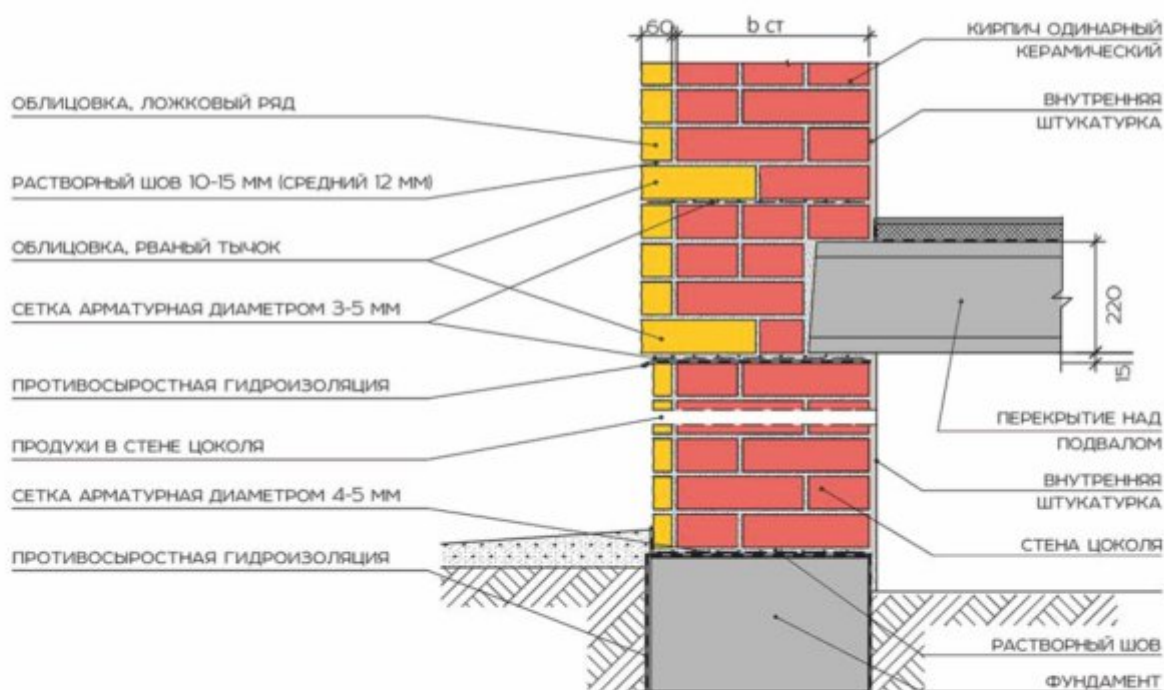 60
b ст
КИРПИЧ ОДИНАРНЫЙ
КЕРАМИЧЕСКИЙ
ОБЛИЦОВКА, ЛОЖКОВЫЙ РЯД
ВНУТРЕННЯЯ
ШТУКАТУРКА
РАСТВОРНЫЙ ШОВ 10-15 ММ (СРЕДНИЙ 12 ММ)
ОБЛИЦОВКА, РВАНЫЙ ТЫЧОК
СЕТКА АРМАТУРНАЯ ДИАМЕТРОМ 3-5 ММ
220
15
ПРОТИВОСЫРОСТНАЯ ГИДРОИЗОЛЯЦИЯ
ПЕРЕКРЫТИЕ НАД
ПОДВАЛОМ
ПРОДУХИ В СТЕНЕ ЦОКОЛЯ
ВНУТРЕННЯЯ
ШТУКАТУРКА
СЕТКА АРМАТУРНАЯ ДИАМЕТРОМ 4-5 ММ
СТЕНА ЦОКОЛЯ
ПРОТИВОСЫРОСТНАЯ ГИДРОИЗОЛЯЦИЯ
РАСТВОРНЫЙ ШОВ
ФУНДАМЕНТ